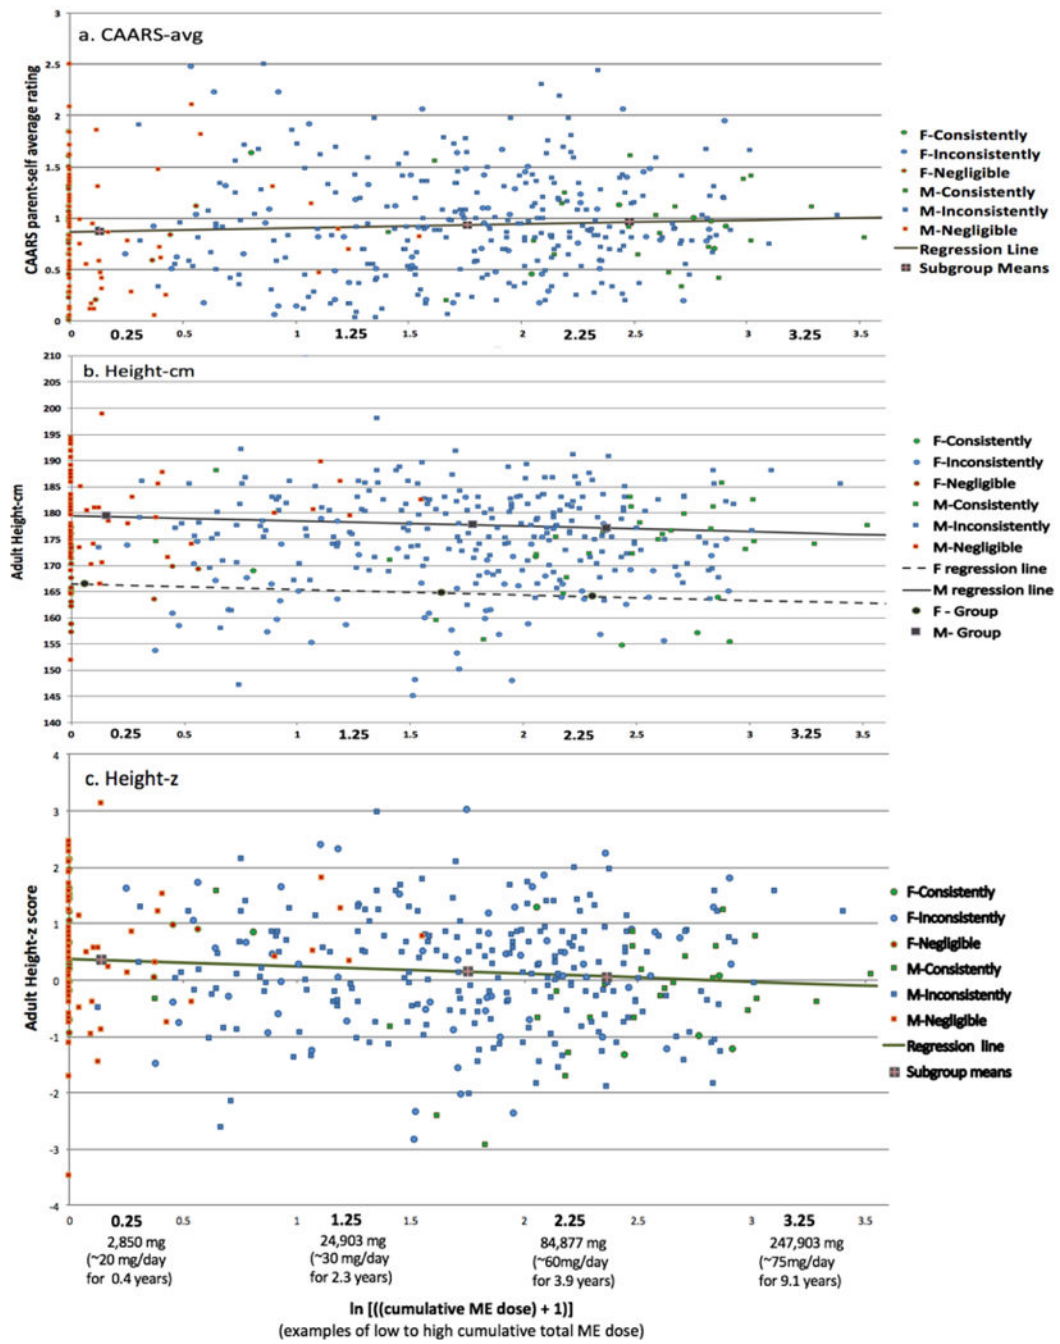 a. CAARS-avg
CAARS parent-self average rating
3
2.5
2
1.5
1
0.5
0
0 0.25 0.5 1 1.25 1.5 2 2.25 2.5 3 3.25 3.5
F-Consistently
F-Inconsistently
F-Negligible
M-Consistently
M-Inconsistently
M-Negligible
Regression Line
Subgroup Means
b. Height-cm
Adult Height-cm
210
205
200
195
190
185
180
175
170
165
160
155
150
145
140
0 0.25 0.5 1 1.25 1.5 2 2.25 2.5 3 3.25 3.5
F-Consistently
F-Inconsistently
F-Negligible
M-Consistently
M-Inconsistently
M-Negligible
F regression line
M regression line
F - Group
M- Group
c. Height-z
Adult Height-z score
4
3
2
1
0
-1
-2
-3
-4
0 0.25 0.5 1 1.25 1.5 2 2.25 2.5 3 3.25 3.5
F-Consistently
F-Inconsistently
F-Negligible
M-Consistently
M-Inconsistently
M-Negligible
Regression line
Subgroup means
2,850 mg
(~20 mg/day
for 0.4 years)
24,903 mg
(~30 mg/day
for 2.3 years)
84,877 mg
(~60mg/day
for 3.9 years)
247,903 mg
(~75mg/day
for 9.1 years)
ln [((cumulative ME dose) + 1)]
(examples of low to high cumulative total ME dose)